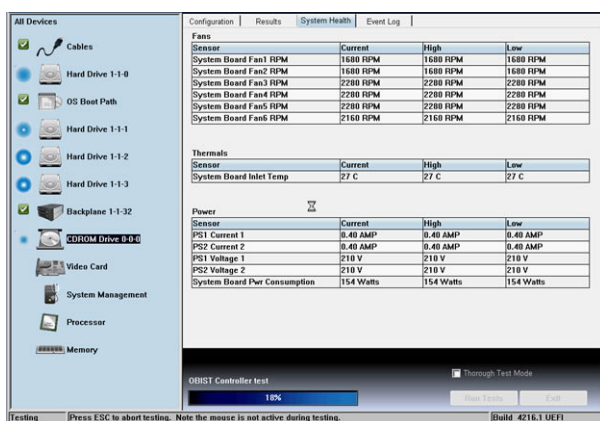 All Devices
Cables
Hard Drive 1-1-0
OS Boot Path
Hard Drive 1-1-1
Hard Drive 1-1-2
Hard Drive 1-1-3
Backplane 1-1-32
CDROM Drive 0-0-0
Video Card
System Management
Processor
Memory
Configuration Results System Health Event Log
Fans
Sensor Current High Low
System Board Fan1 RPM 1680 RPM 1680 RPM 1680 RPM
System Board Fan2 RPM 1680 RPM 1680 RPM 1680 RPM
System Board Fan3 RPM 2280 RPM 2280 RPM 2280 RPM
System Board Fan4 RPM 2280 RPM 2280 RPM 2280 RPM
System Board Fan5 RPM 2280 RPM 2280 RPM 2280 RPM
System Board Fan6 RPM 2160 RPM 2160 RPM 2160 RPM
Thermals
Sensor Current High Low
System Board Inlet Temp 27 C 27 C 27 C
Power
Sensor Current High Low
PS1 Current 1 0.40 AMP 0.40 AMP 0.40 AMP
PS2 Current 2 0.40 AMP 0.40 AMP 0.40 AMP
PS1 Voltage 1 210 V 210 V 210 V
PS2 Voltage 2 210 V 210 V 210 V
System Board Pwr Consumption 154 Watts 154 Watts 154 Watts
Thorough Test Mode
OBIST Controller test
18%
Run Tests Exit
Testing Press ESC to abort testing. Note the mouse is not active during testing. Build 4216.1 UEFI